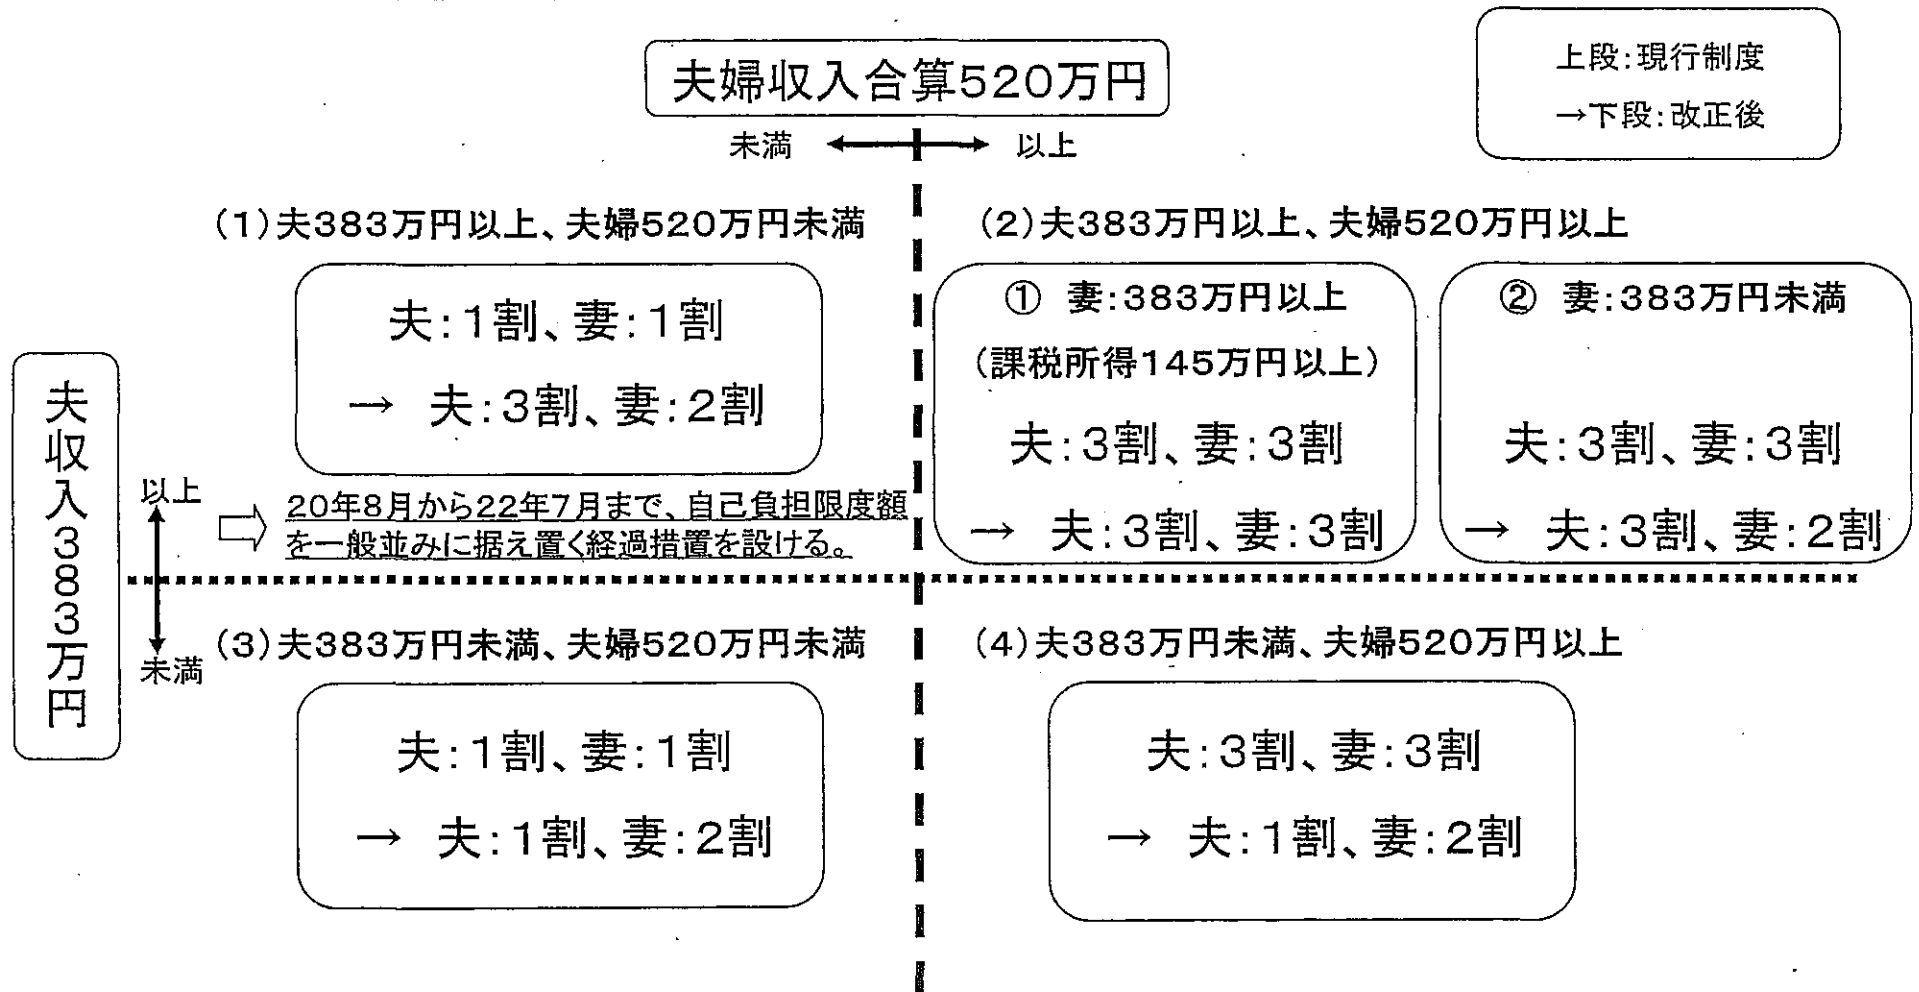 夫婦収入合算520万円
上段:現行制度
→下段:改正後
未満
以上
(1)夫383万円以上、夫婦520万円未満
夫:1割、妻:1割
→ 夫:3割、妻:2割
20年8月から22年7月まで、自己負担限度額
を一般並みに据え置く経過措置を設ける。
(2)夫383万円以上、夫婦520万円以上
① 妻:383万円以上
(課税所得145万円以上)
夫:3割、妻:3割
→ 夫:3割、妻:3割
② 妻:383万円未満
夫:3割、妻:3割
→ 夫:3割、妻:2割
夫収入383万円
以上
未満
(3)夫383万円未満、夫婦520万円未満
夫:1割、妻:1割
→ 夫:1割、妻:2割
(4)夫383万円未満、夫婦520万円以上
夫:3割、妻:3割
→ 夫:1割、妻:2割